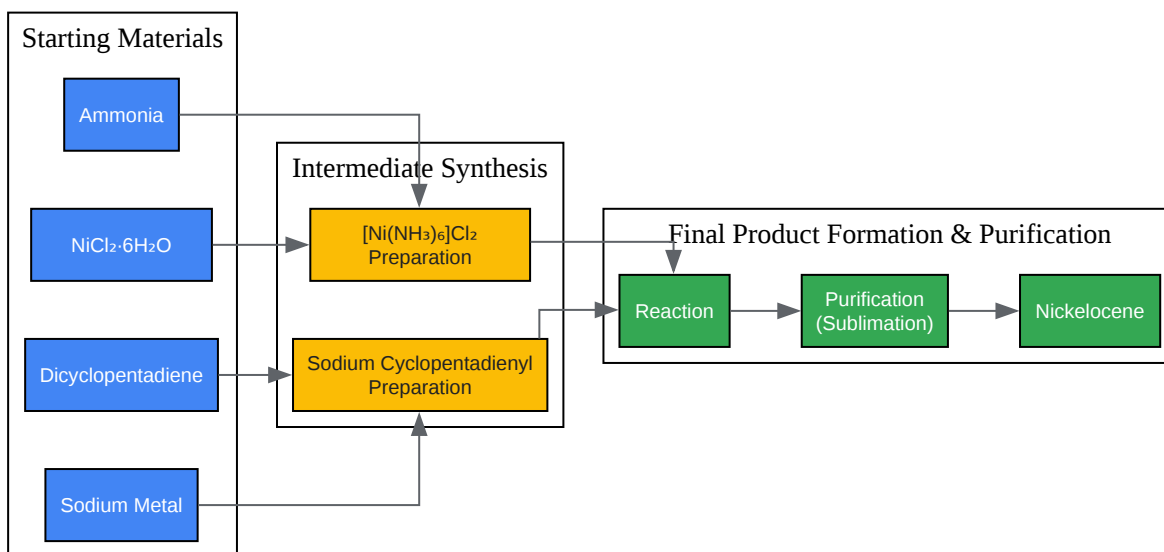 Starting Materials
Ammonia
NiCl₂·6H₂O
Dicyclopentadiene
Sodium Metal
Intermediate Synthesis
[Ni(NH₃)₆]Cl₂
Preparation
Sodium Cyclopentadienyl
Preparation
Final Product Formation & Purification
Reaction
Purification
(Sublimation)
Nickelocene